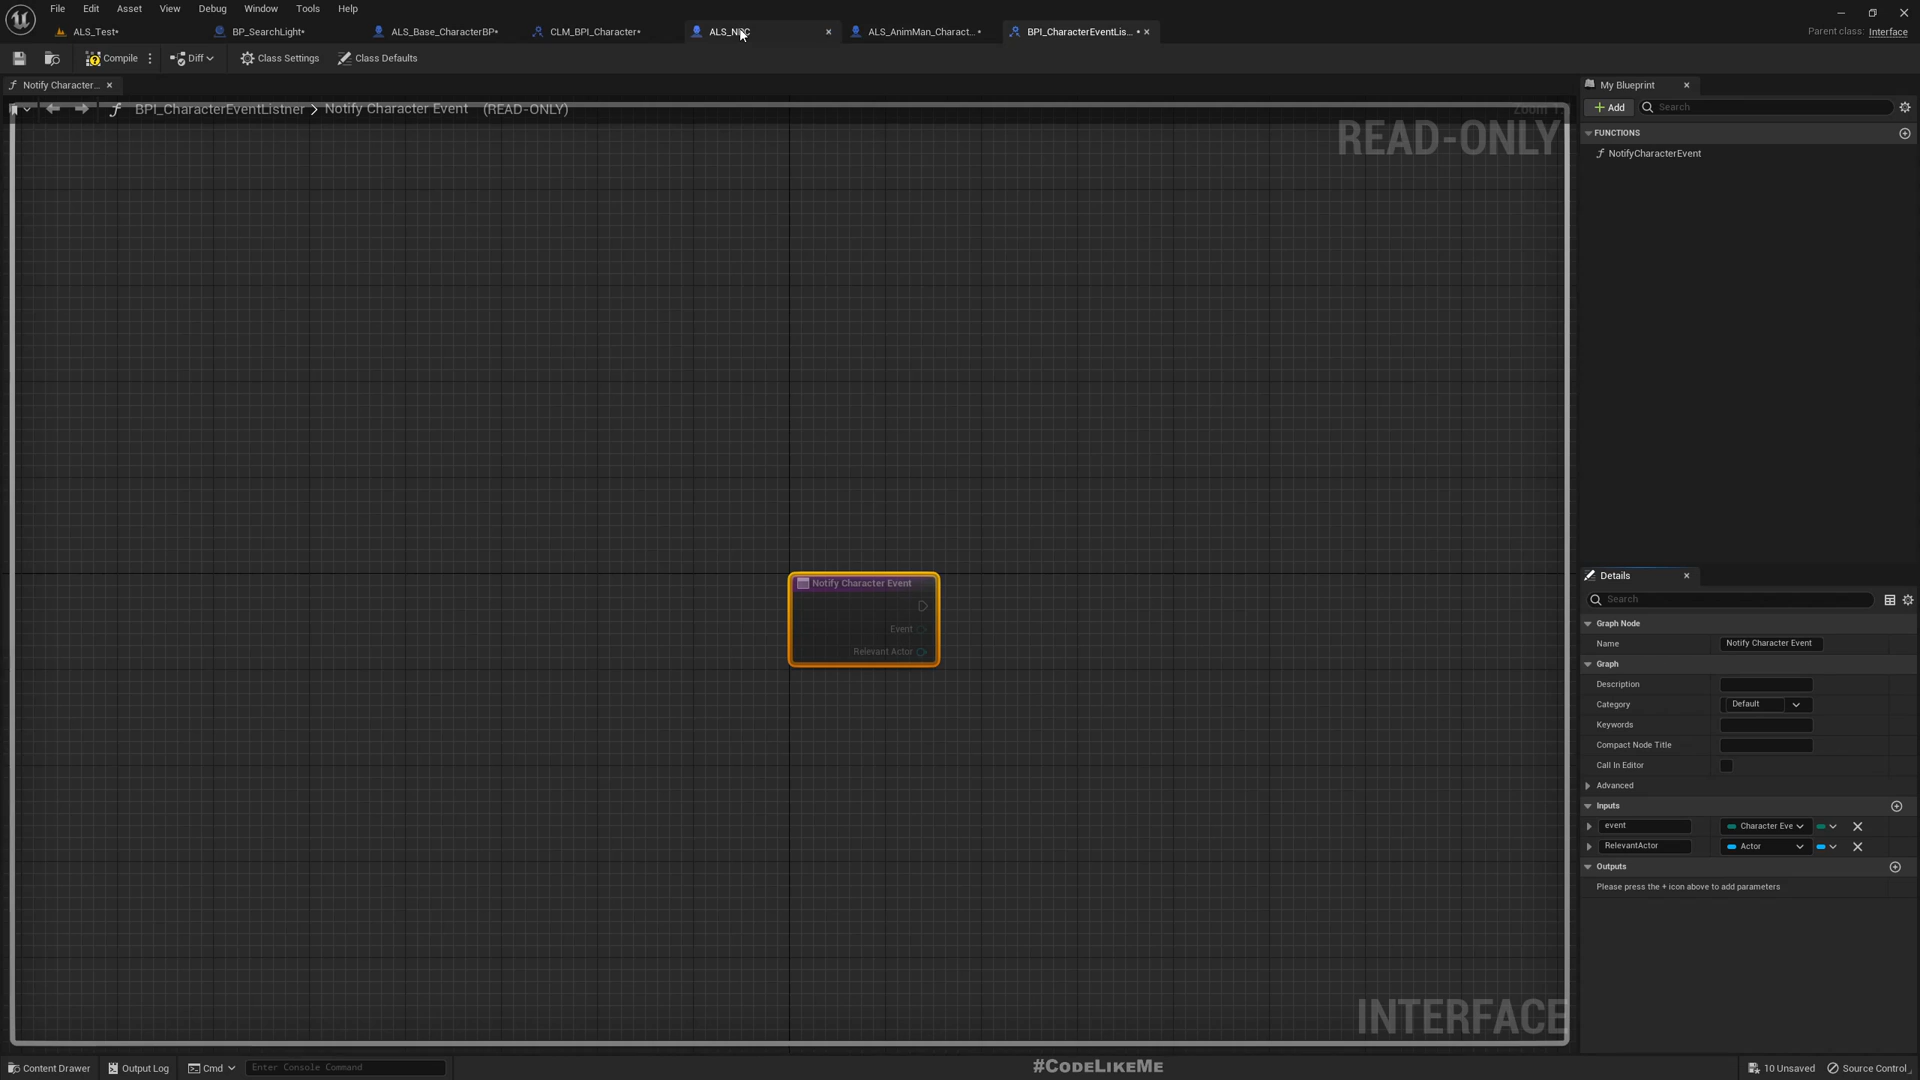 File Edit Asset View Debug Window Tools Help
ALS_Test* BP_SearchLight* ALS_Base_CharacterBP* CLM_BPI_Character* ALS_NPC ALS_AnimMan_Charact... BPI_CharacterEventLis... Parent class: Interface
Compile Diff Class Settings Class Defaults
Notify Character... My Blueprint
BPI_CharacterEventListner > Notify Character Event (READ-ONLY)
READ-ONLY
Add Search
FUNCTIONS
NotifyCharacterEvent
Notify Character Event
Event
Relevant Actor
Details
Search
Graph Node
Name Notify Character Event
Graph
Description
Category Default
Keywords
Compact Node Title
Call In Editor
Advanced
Inputs
event Character Eve
RelevantActor Actor
Outputs
Please press the + icon above to add parameters
INTERFACE
Content Drawer Output Log Cmd Enter Console Command #CODELIKEME 10 Unsaved Source Control